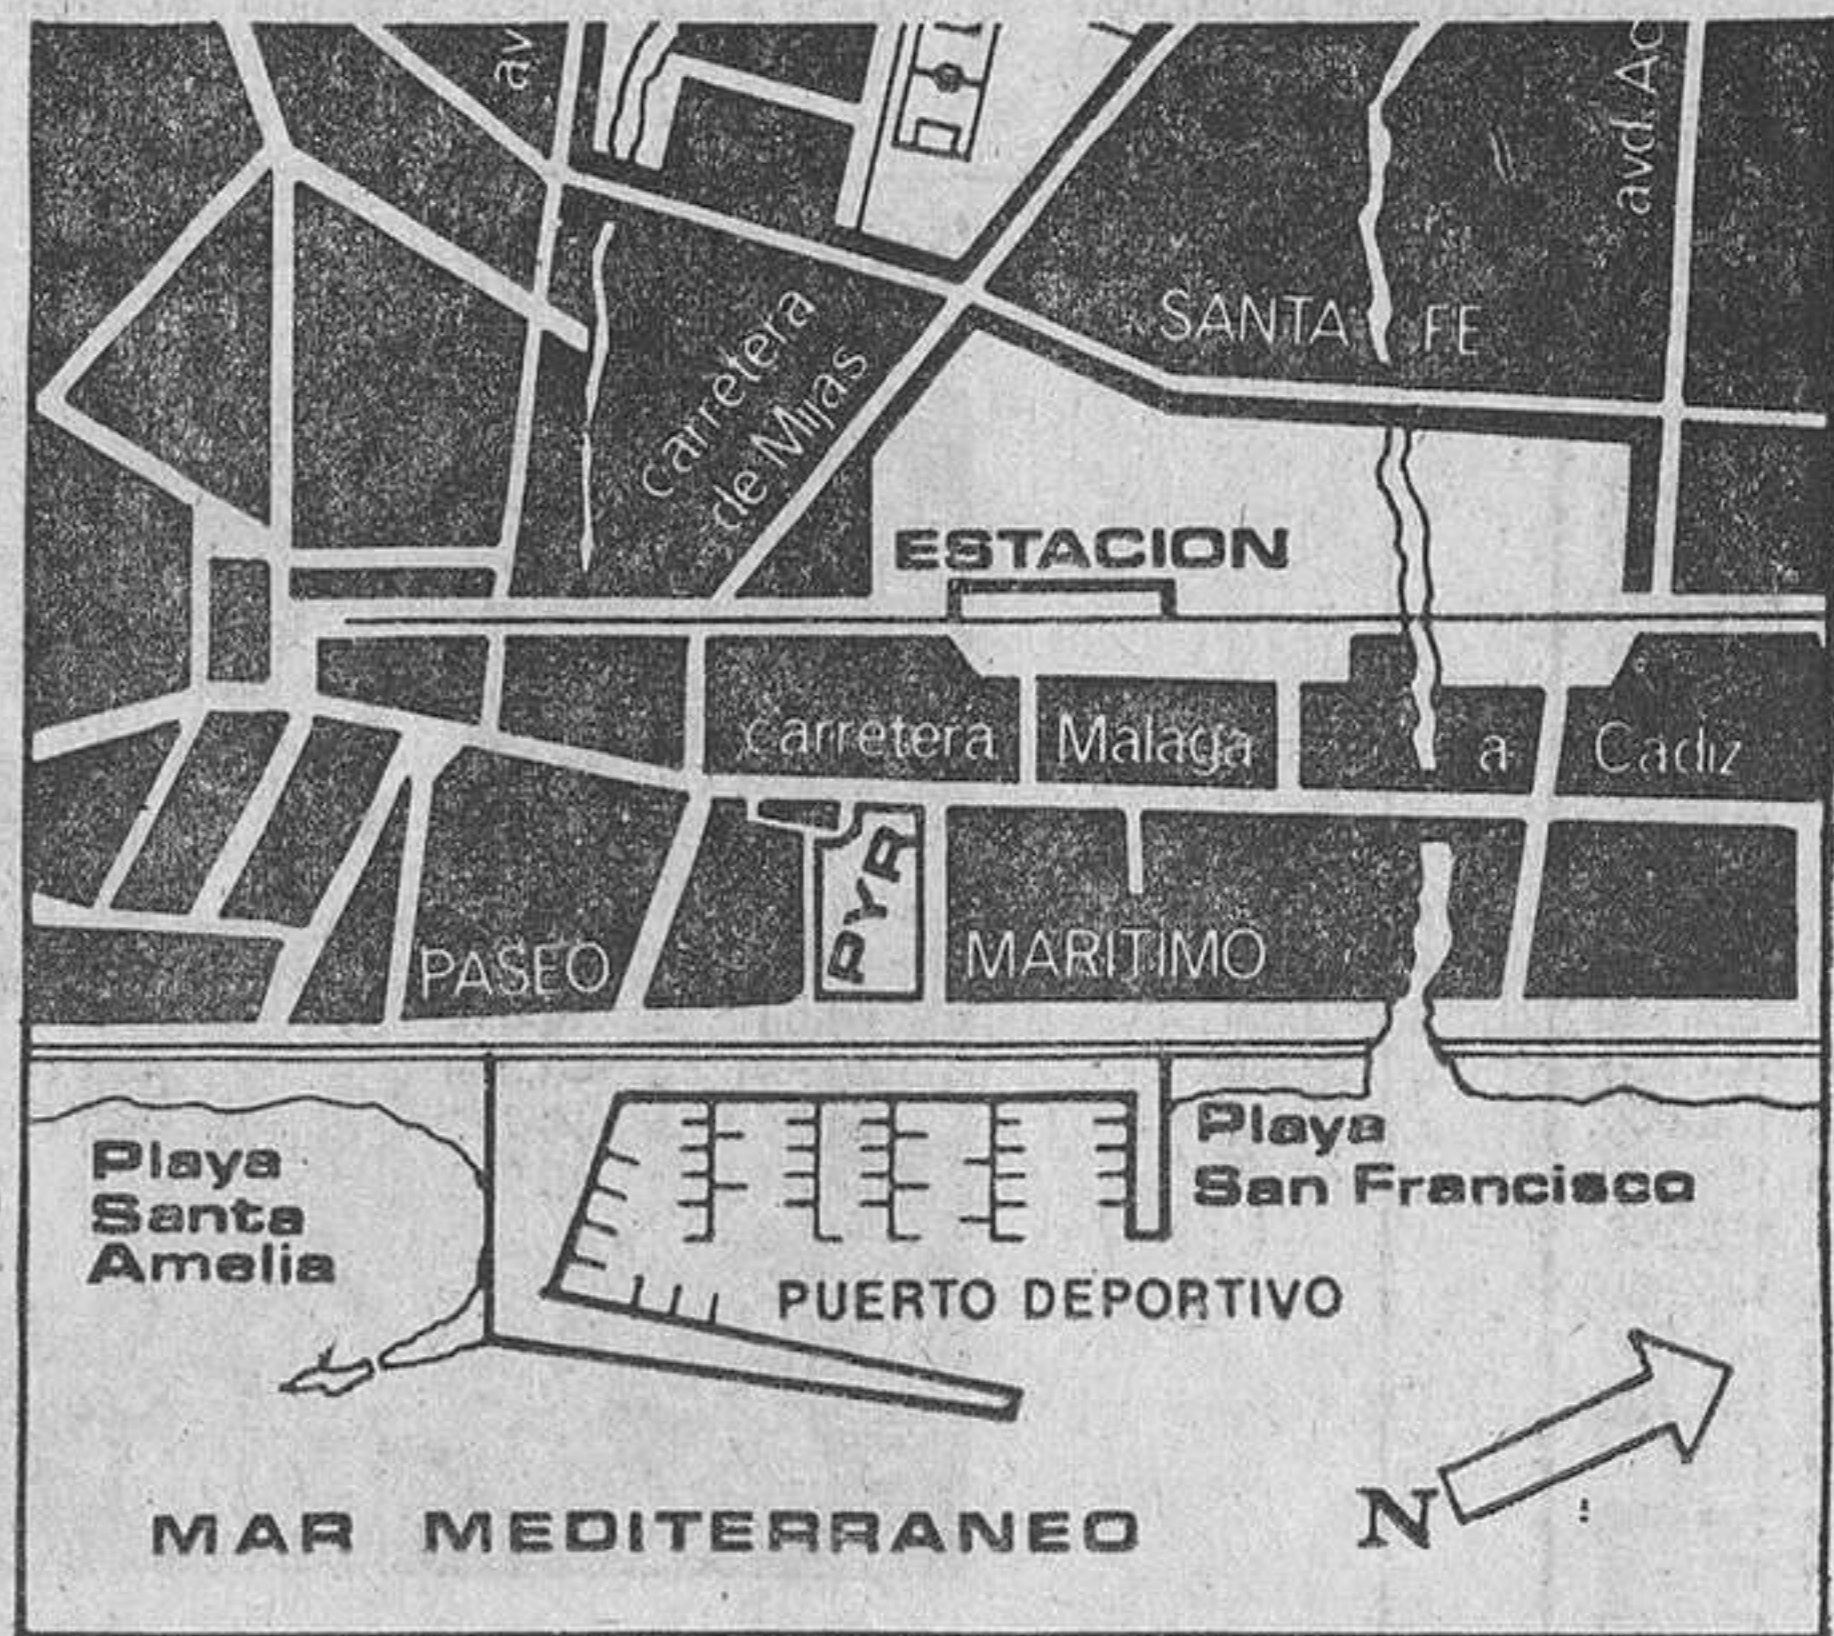 av
avd.
SANTA FE
carretera
de Mijas
ESTACION
carretera Malaga a Cadiz
PYR
PASEO MARITIMO
Playa
Santa
Amelia
Playa
San Francisco
PUERTO DEPORTIVO
N
MAR MEDITERRANEO